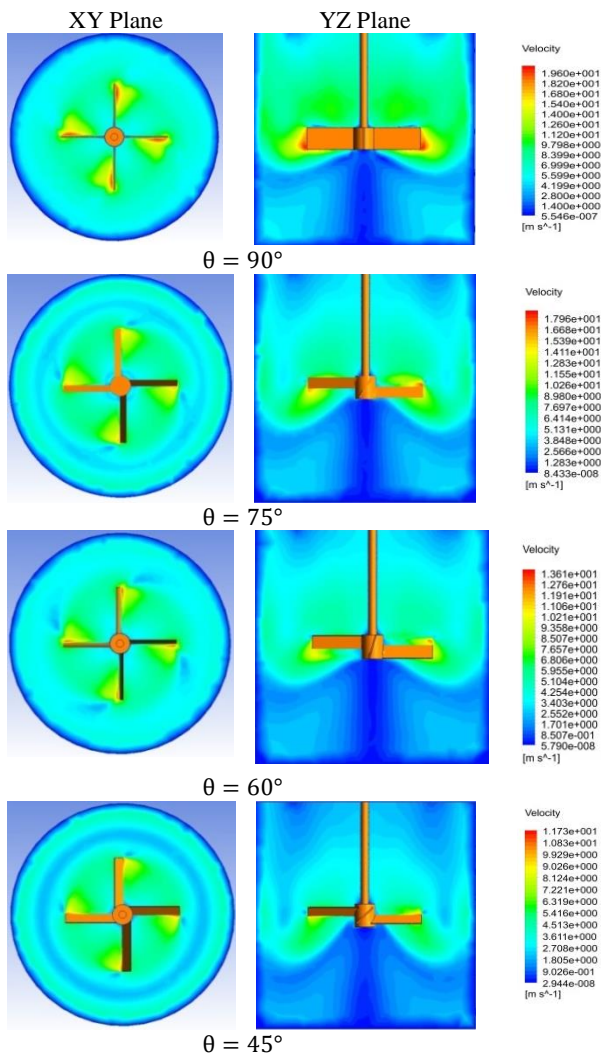 XY Plane YZ Plane
Velocity
1.960e+001
1.820e+001
1.680e+001
1.540e+001
1.400e+001
1.260e+001
1.120e+001
9.798e+000
8.399e+000
6.999e+000
5.599e+000
4.199e+000
2.800e+000
1.400e+000
5.546e-007
[m s^-1]
θ = 90°
Velocity
1.796e+001
1.668e+001
1.539e+001
1.411e+001
1.283e+001
1.155e+001
1.026e+001
8.980e+000
7.697e+000
6.414e+000
5.131e+000
3.848e+000
2.566e+000
1.283e+000
8.433e-008
[m s^-1]
θ = 75°
Velocity
1.361e+001
1.276e+001
1.191e+001
1.106e+001
1.021e+001
9.358e+000
8.507e+000
7.657e+000
6.806e+000
5.955e+000
5.104e+000
4.254e+000
3.403e+000
2.552e+000
1.701e+000
8.507e-001
5.790e-008
[m s^-1]
θ = 60°
Velocity
1.173e+001
1.083e+001
9.929e+000
9.026e+000
8.124e+000
7.221e+000
6.319e+000
5.416e+000
4.513e+000
3.611e+000
2.708e+000
1.805e+000
9.026e-001
2.944e-008
[m s^-1]
θ = 45°